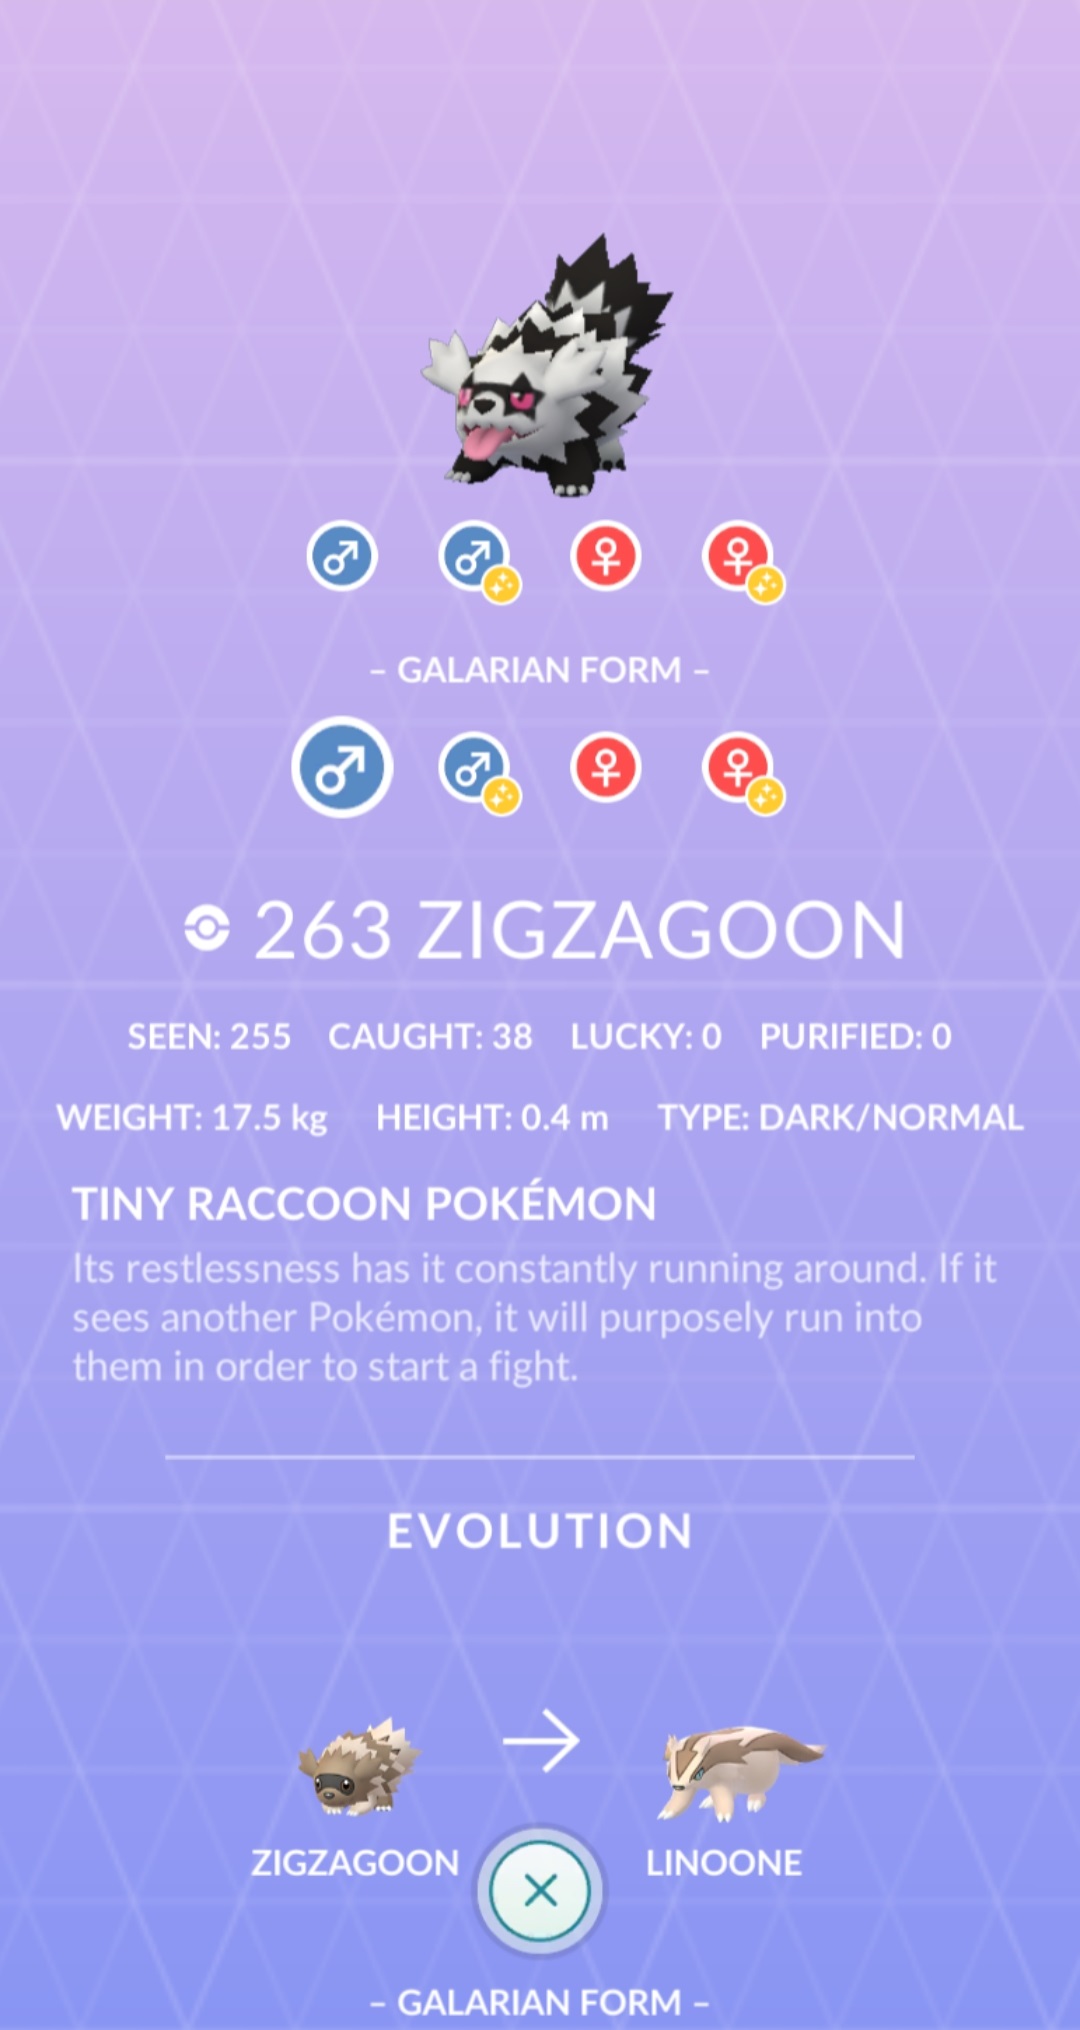 – GALARIAN FORM –
263 ZIGZAGOON
SEEN: 255 CAUGHT: 38 LUCKY: 0 PURIFIED: 0
WEIGHT: 17.5 kg HEIGHT: 0.4 m TYPE: DARK/NORMAL
TINY RACCOON POKÉMON
Its restlessness has it constantly running around. If it
sees another Pokémon, it will purposely run into
them in order to start a fight.
EVOLUTION
ZIGZAGOON LINOONE
– GALARIAN FORM –